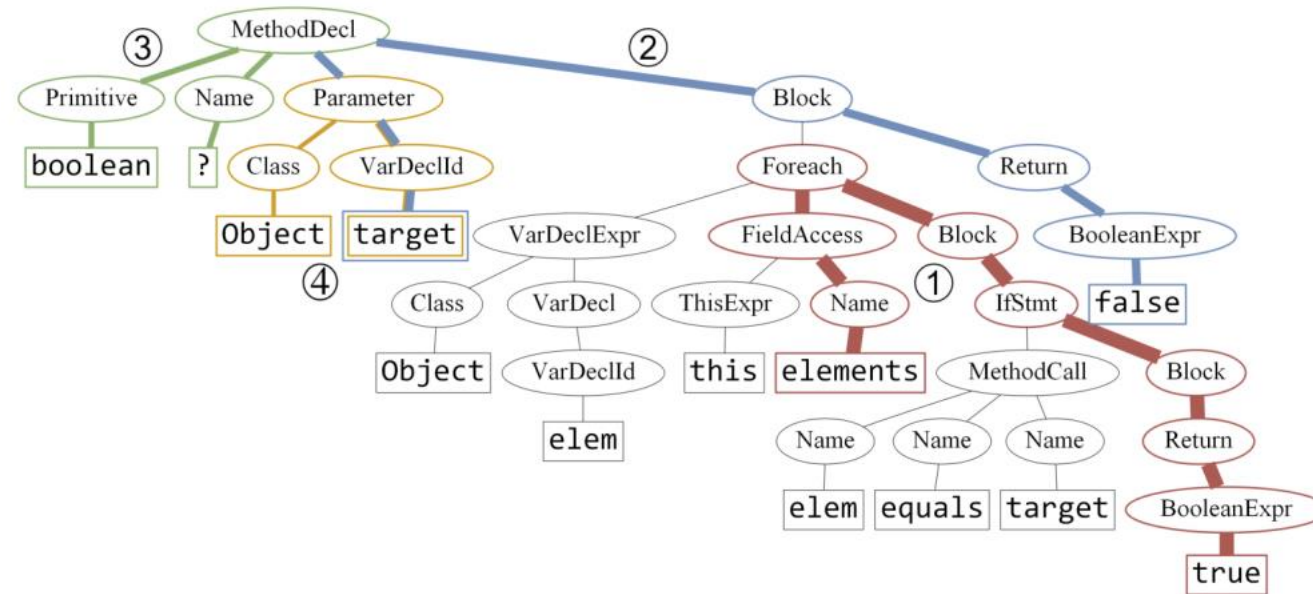 MethodDecl
③
②
Primitive
Name
Parameter
Block
boolean
?
Class
VarDeclId
Foreach
Return
Object
target
VarDeclExpr
FieldAccess
Block
BooleanExpr
④
①
Class
VarDecl
ThisExpr
Name
IfStmt
false
Object
VarDeclId
this
elements
MethodCall
Block
elem
Name
Name
Name
Return
elem
equals
target
BooleanExpr
true